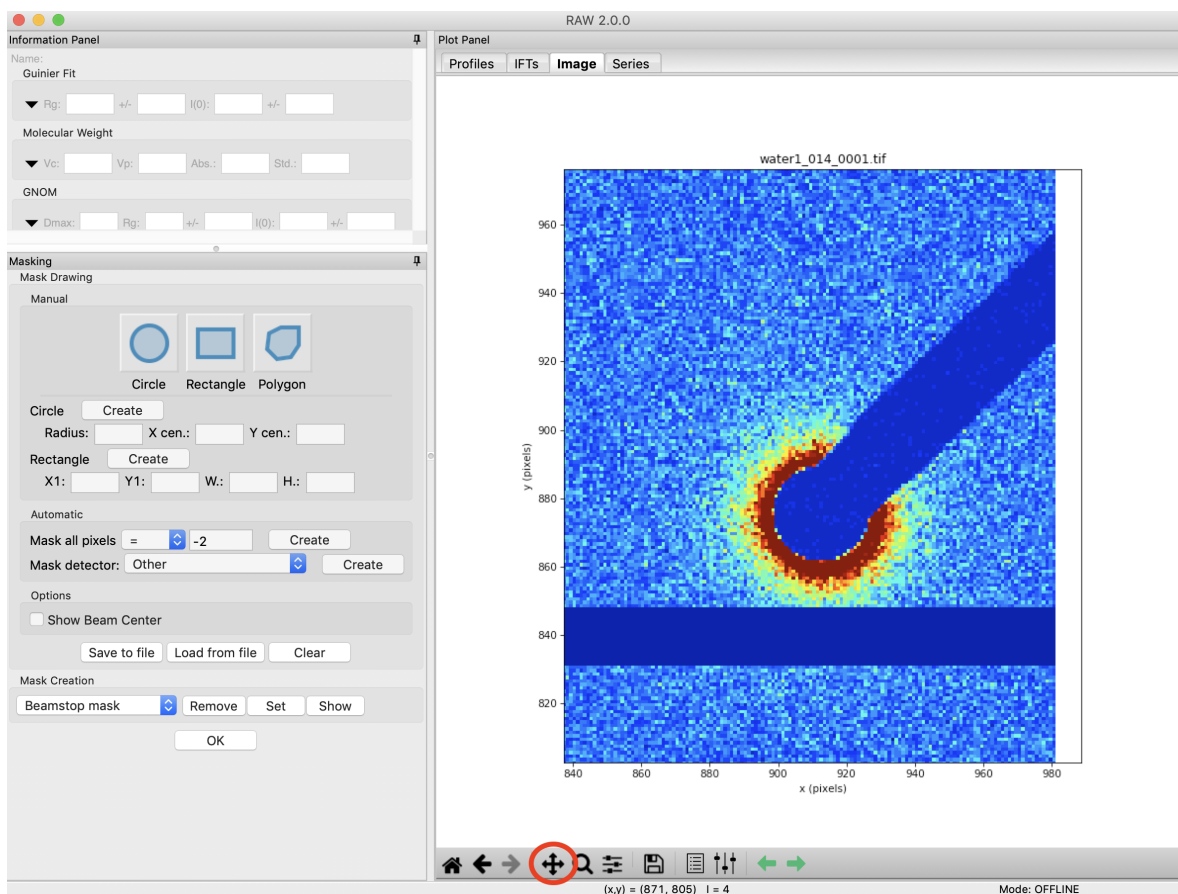 RAW 2.0.0
Information Panel
Name:
Guinier Fit
Rg: +/- I(0): +/-
Molecular Weight
Vc: Vp: Abs.: Std.:
GNOM
Dmax: Rg: +/- I(0): +/-
Masking
Mask Drawing
Manual
Circle Rectangle Polygon
Circle Create
Radius: X cen.: Y cen.:
Rectangle Create
X1: Y1: W.: H.:
Automatic
Mask all pixels = -2 Create
Mask detector: Other Create
Options
Show Beam Center
Save to file Load from file Clear
Mask Creation
Beamstop mask Remove Set Show
OK
Plot Panel
Profiles IFTs Image Series
water1_014_0001.tif
y (pixels)
960
940
920
900
880
860
840
820
840 860 880 900 920 940 960 980
x (pixels)
(x,y) = (871, 805) I = 4
Mode: OFFLINE